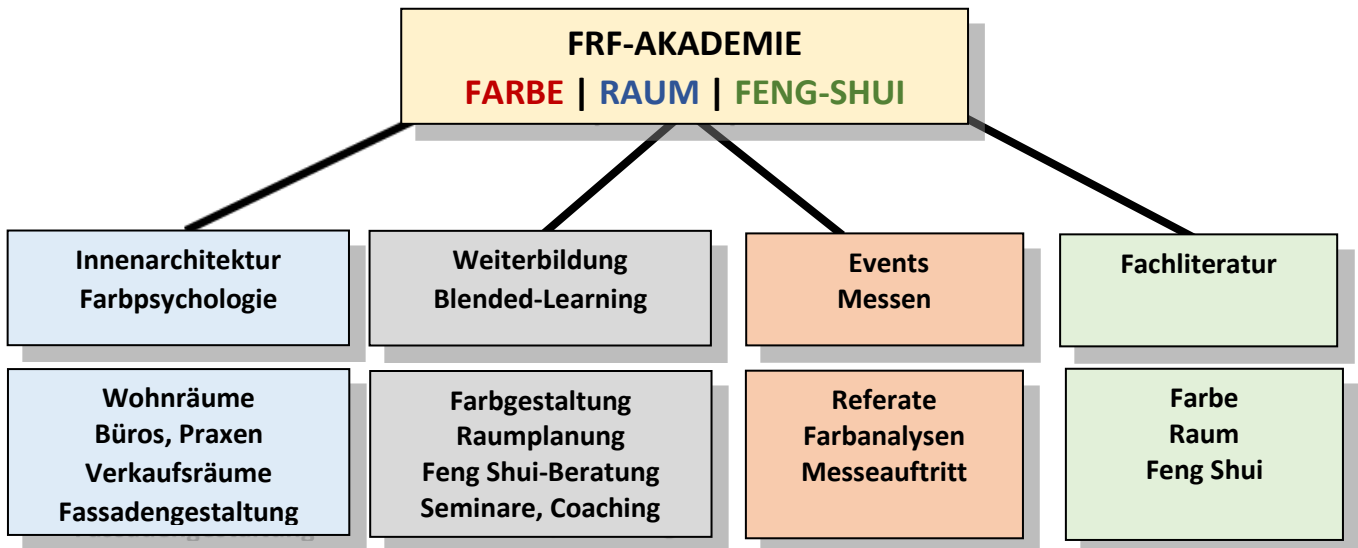 FRF-AKADEMIE
FARBE | RAUM | FENG-SHUI
Innenarchitektur
Farbpsychologie
Weiterbildung
Blended-Learning
Events
Messen
Fachliteratur
Wohnräume
Büros, Praxen
Verkaufsräume
Fassadengestaltung
Farbgestaltung
Raumplanung
Feng Shui-Beratung
Seminare, Coaching
Referate
Farbanalysen
Messeauftritt
Farbe
Raum
Feng Shui